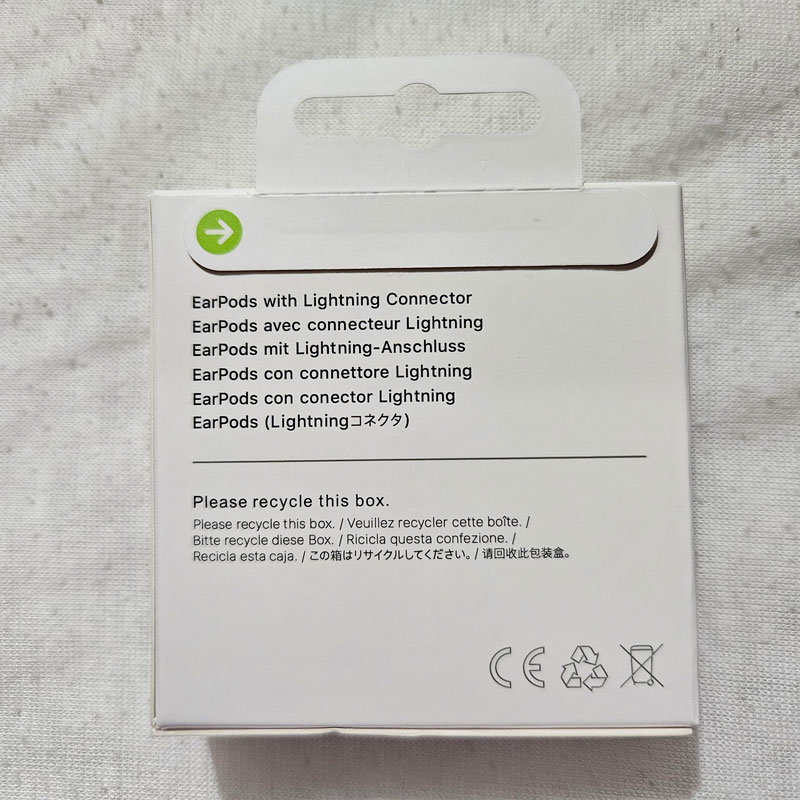 EarPods with Lightning Connector
EarPods avec connecteur Lightning
EarPods mit Lightning-Anschluss
EarPods con connettore Lightning
EarPods con conector Lightning
EarPods (Lightningコネクタ)
Please recycle this box.
Please recycle this box. / Veuillez recycler cette boîte. /
Bitte recycle diese Box. / Ricicla questa confezione. /
Recicla esta caja. / この箱はリサイクルしてください。/ 请回收此包装盒。
CE